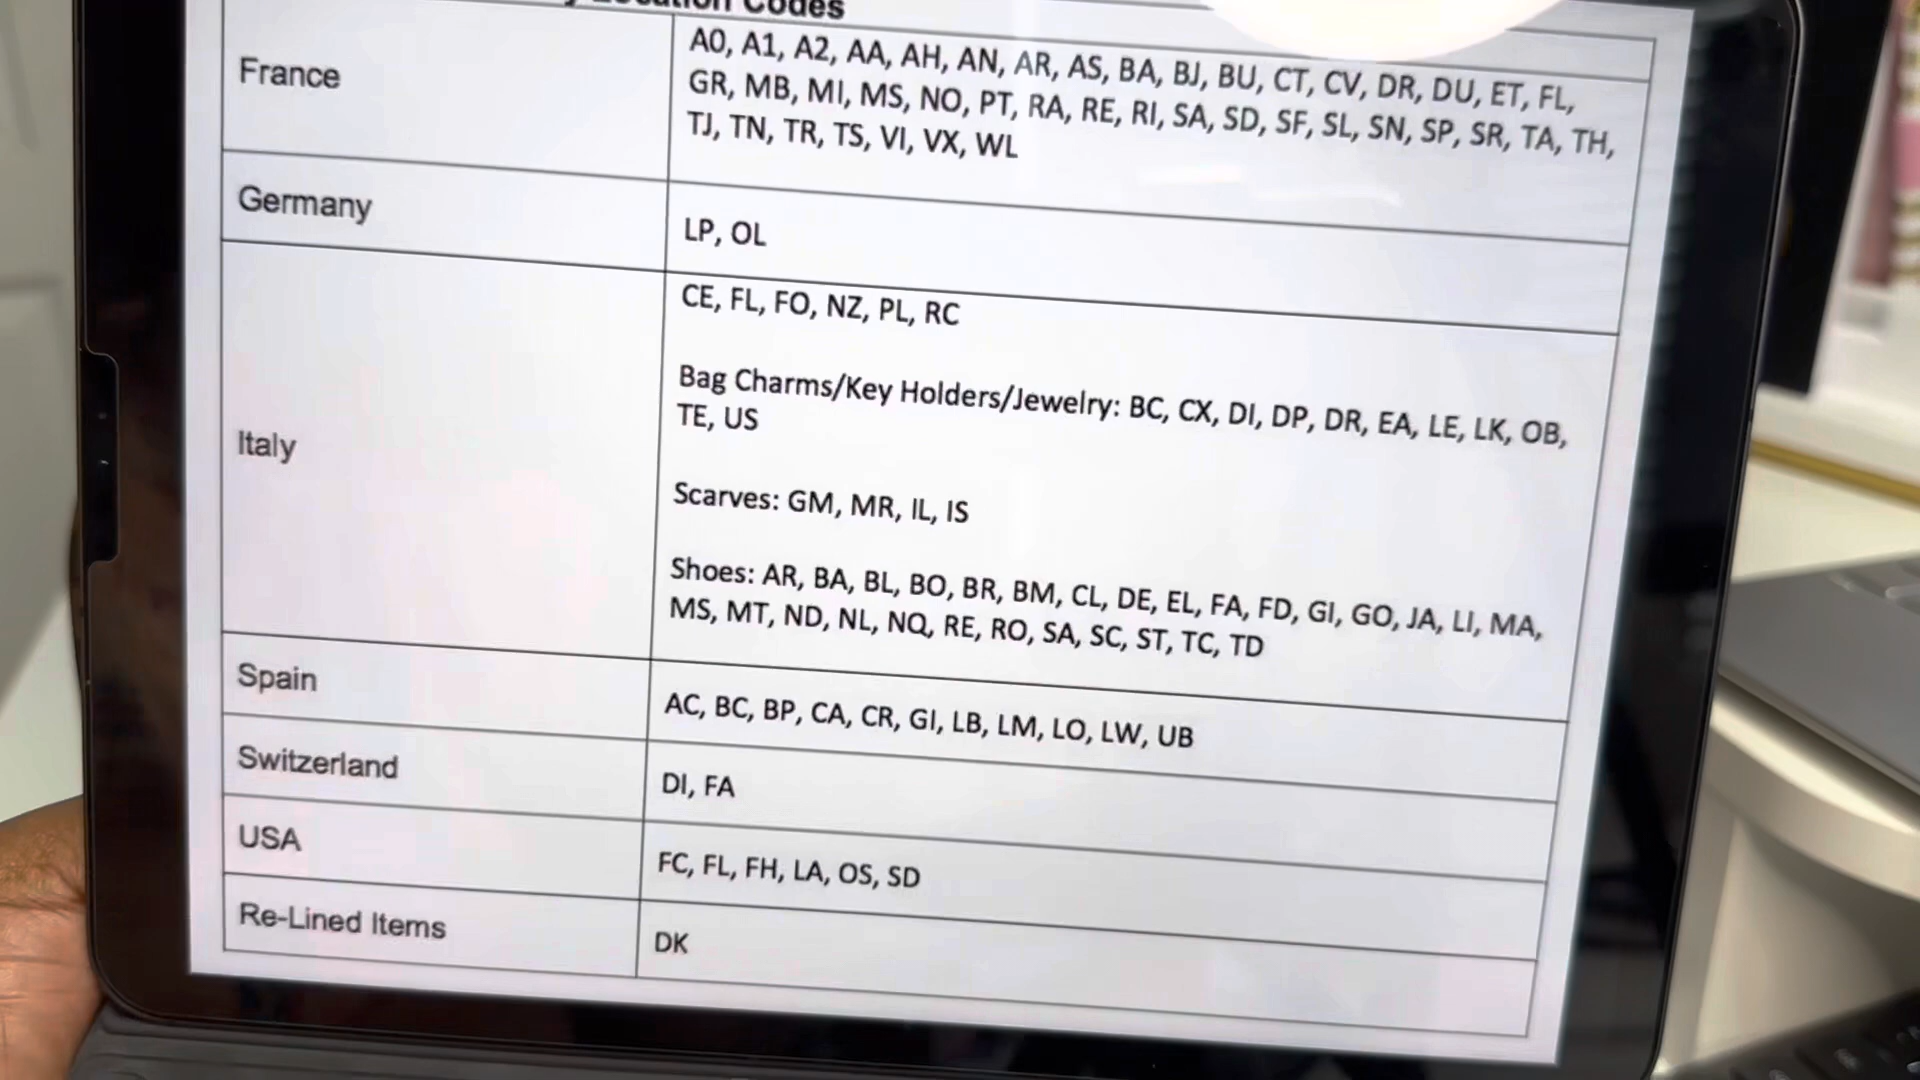 Location Codes
France
A0, A1, A2, AA, AH, AN, AR, AS, BA, BJ, BU, CT, CV, DR, DU, ET, FL,
GR, MB, MI, MS, NO, PT, RA, RE, RI, SA, SD, SF, SL, SN, SP, SR, TA, TH,
TJ, TN, TR, TS, VI, VX, WL
Germany
LP, OL
Italy
CE, FL, FO, NZ, PL, RC
Bag Charms/Key Holders/Jewelry: BC, CX, DI, DP, DR, EA, LE, LK, OB,
TE, US
Scarves: GM, MR, IL, IS
Shoes: AR, BA, BL, BO, BR, BM, CL, DE, EL, FA, FD, GI, GO, JA, LI, MA,
MS, MT, ND, NL, NQ, RE, RO, SA, SC, ST, TC, TD
Spain
AC, BC, BP, CA, CR, GI, LB, LM, LO, LW, UB
Switzerland
DI, FA
USA
FC, FL, FH, LA, OS, SD
Re-Lined Items
DK